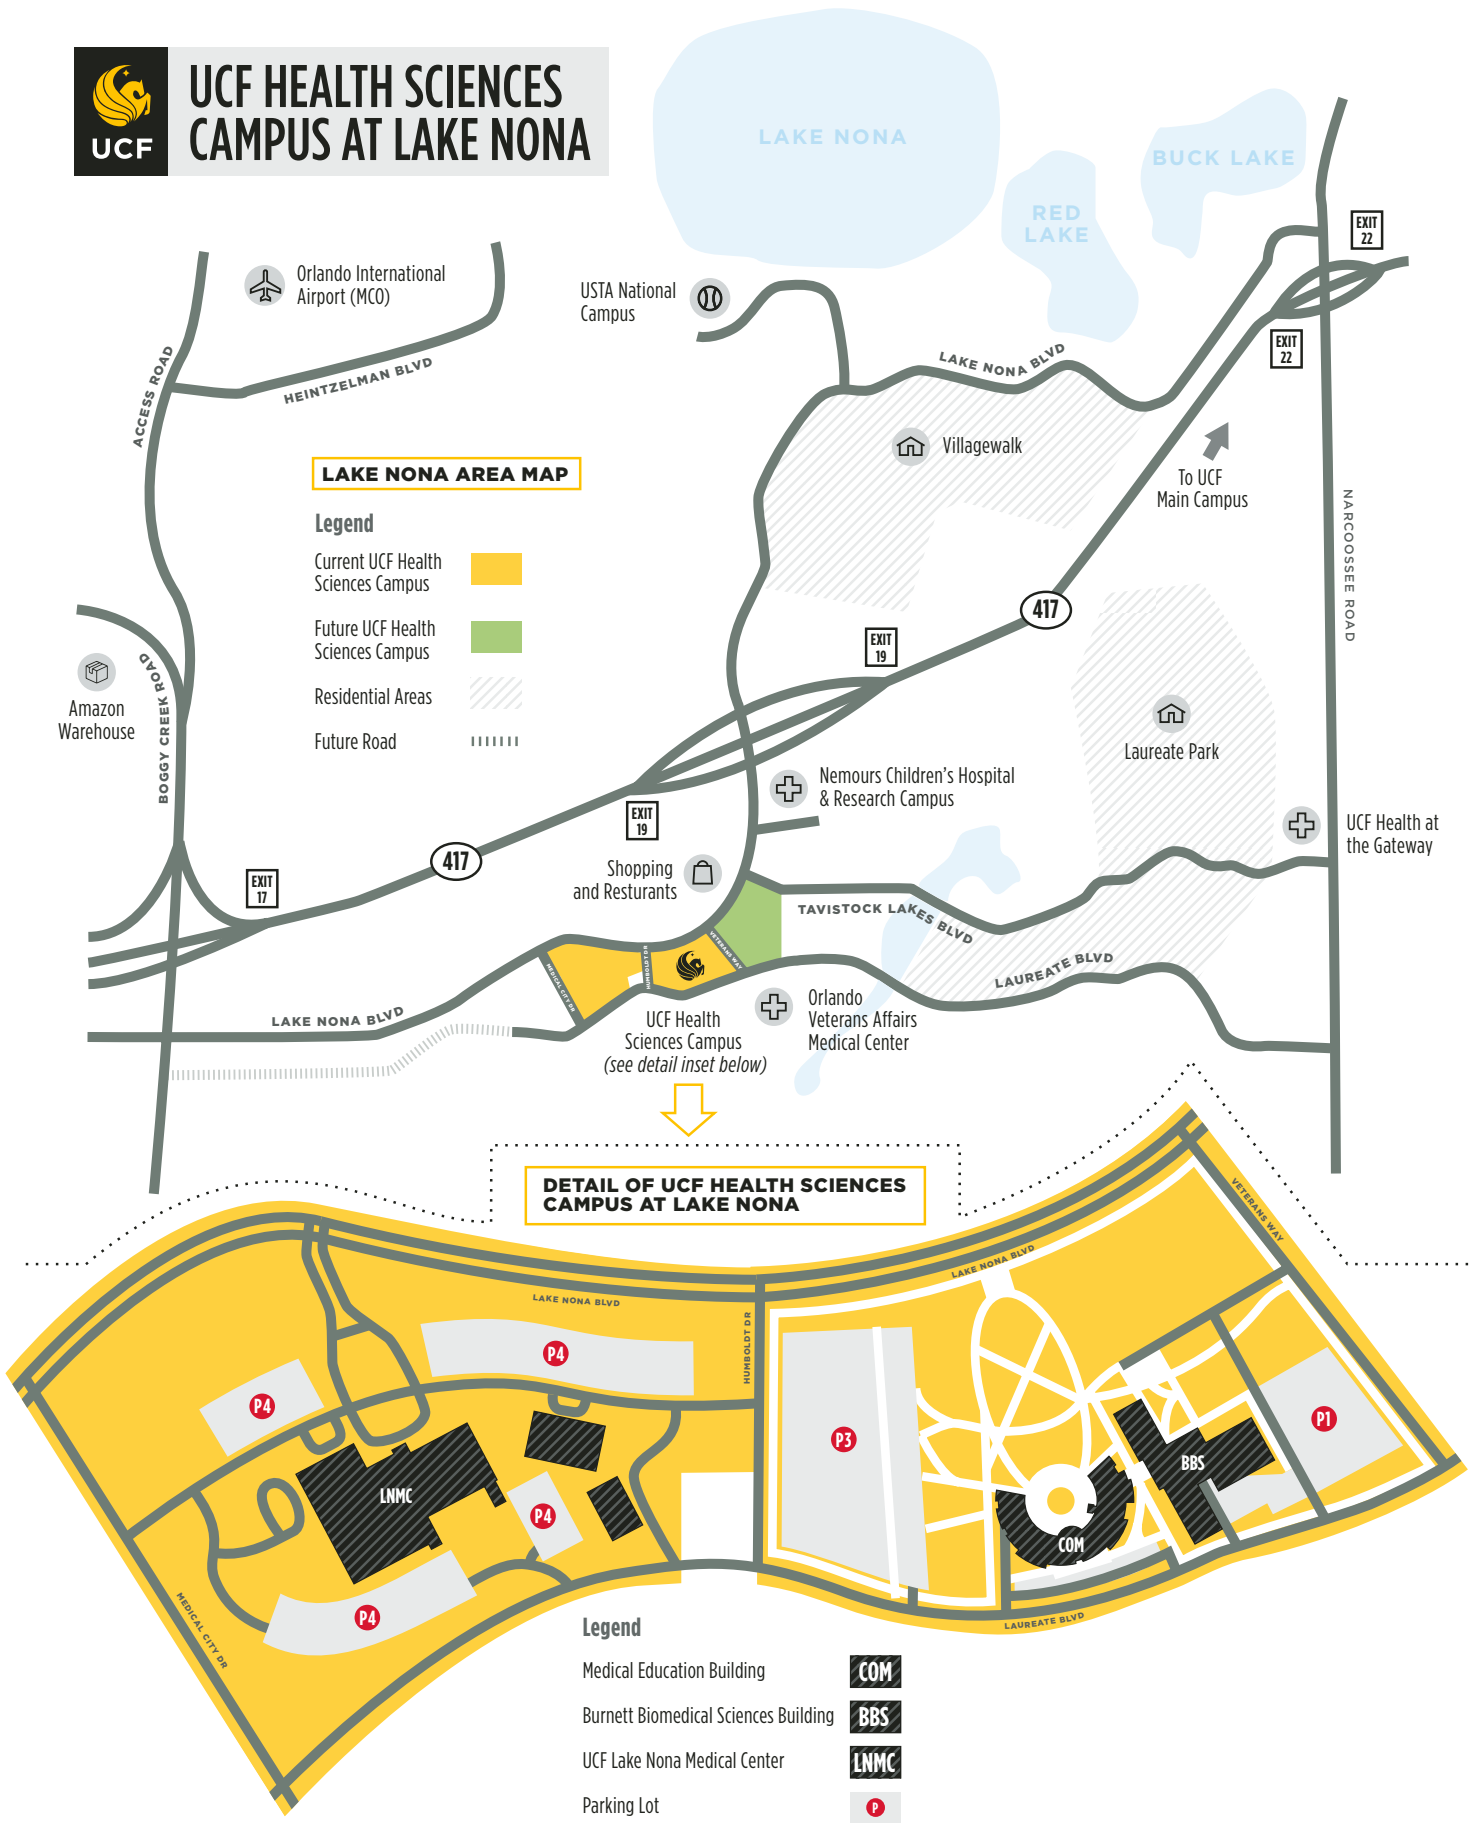 UCF
UCF HEALTH SCIENCES
CAMPUS AT LAKE NONA
LAKE NONA
BUCK LAKE
RED
LAKE
EXIT
22
Orlando International
Airport (MCO)
USTA National
Campus
EXIT
22
ACCESS ROAD
HEINTZELMAN BLVD
LAKE NONA BLVD
Villagewalk
To UCF
Main Campus
NARCOOSSEE ROAD
LAKE NONA AREA MAP
Legend
Current UCF Health
Sciences Campus
Future UCF Health
Sciences Campus
Residential Areas
Future Road
417
EXIT
19
BOGGY CREEK ROAD
Amazon
Warehouse
Laureate Park
Nemours Children's Hospital
& Research Campus
EXIT
19
UCF Health at
the Gateway
417
Shopping
and Resturants
EXIT
17
TAVISTOCK LAKES BLVD
VETERANS WAY
HUMBOLDT DR
MEDICAL CITY DR
LAUREATE BLVD
LAKE NONA BLVD
UCF Health
Sciences Campus
(see detail inset below)
Orlando
Veterans Affairs
Medical Center
DETAIL OF UCF HEALTH SCIENCES
CAMPUS AT LAKE NONA
VETERANS WAY
LAKE NONA BLVD
LAKE NONA BLVD
HUMBOLDT DR
P4
P4
P3
P1
LNMC
BBS
P4
COM
P4
MEDICAL CITY DR
LAUREATE BLVD
Legend
Medical Education Building
COM
Burnett Biomedical Sciences Building
BBS
UCF Lake Nona Medical Center
LNMC
Parking Lot
P